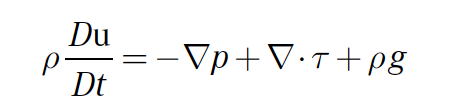 ρ Du/Dt = −∇p + ∇·τ + ρg